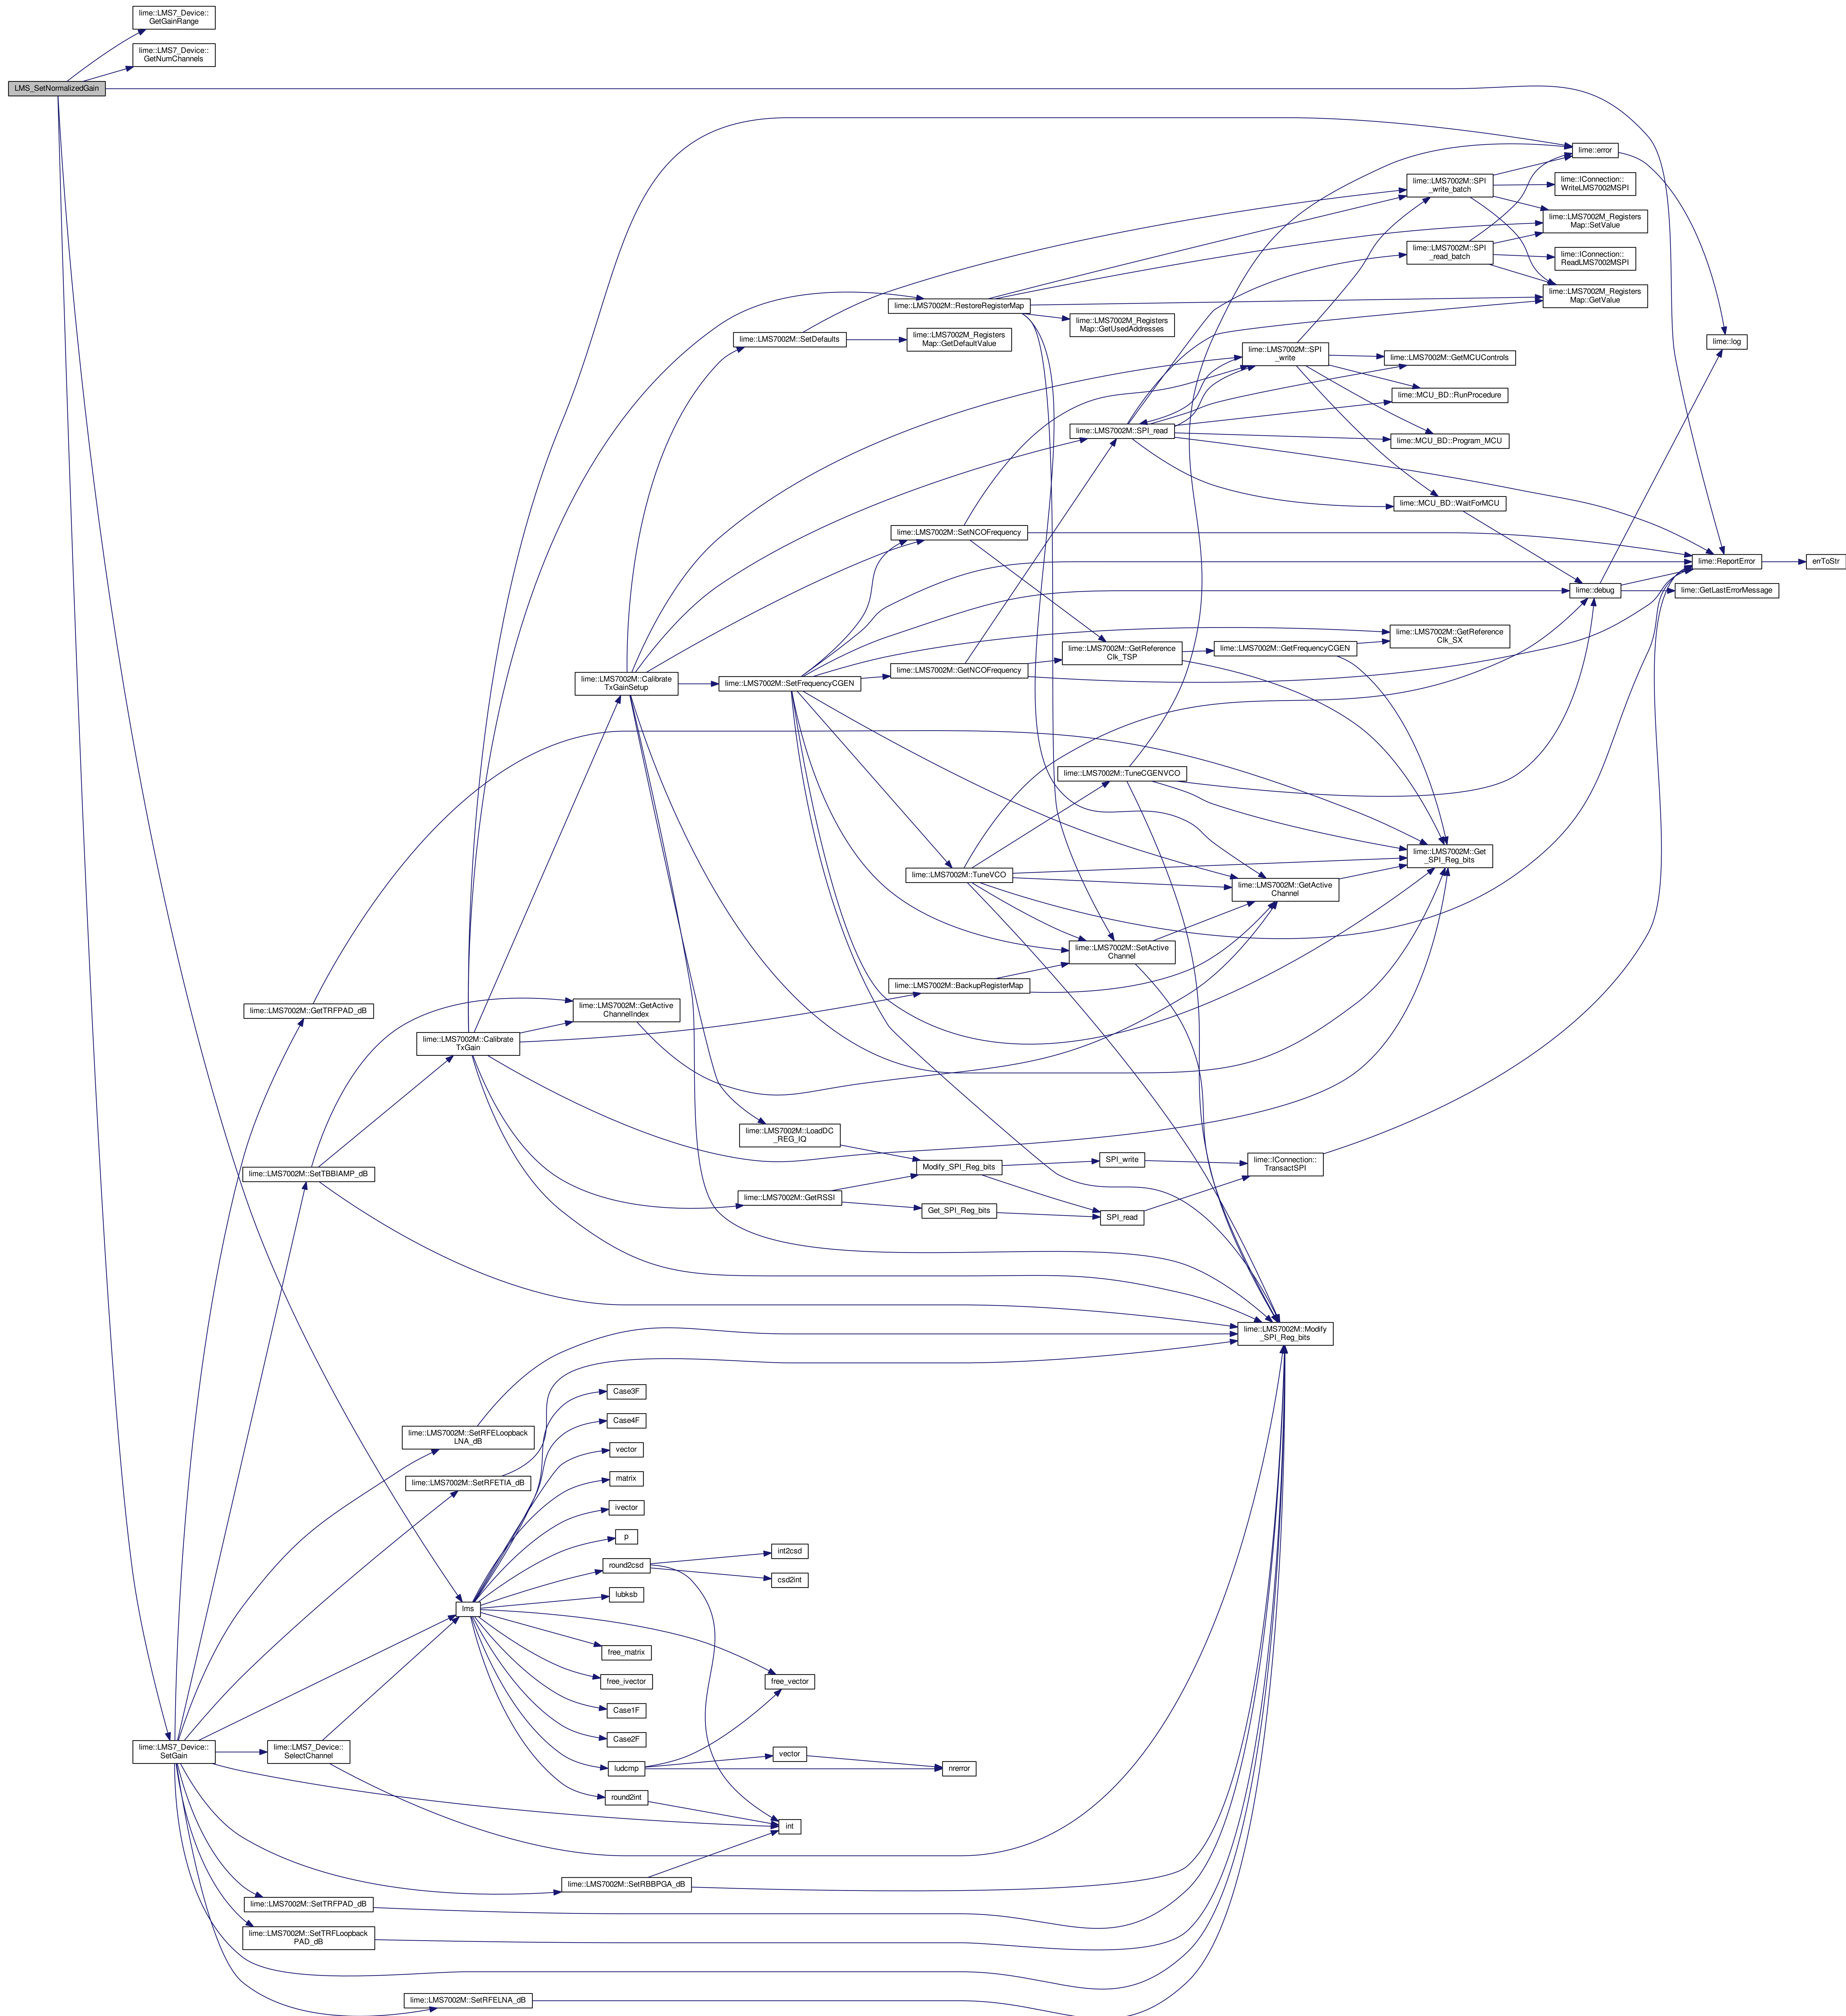 lime::LMS7_Device::
GetGainRange
lime::LMS7_Device::
GetNumChannels
LMS_SetNormalizedGain
lime::error
lime::LMS7002M::SPI
_write_batch
lime::IConnection::
WriteLMS7002MSPI
lime::LMS7002M_Registers
Map::SetValue
lime::LMS7002M::SPI
_read_batch
lime::IConnection::
ReadLMS7002MSPI
lime::LMS7002M_Registers
Map::GetValue
lime::LMS7002M::RestoreRegisterMap
lime::LMS7002M_Registers
Map::GetUsedAddresses
lime::LMS7002M::SetDefaults
lime::LMS7002M_Registers
Map::GetDefaultValue
lime::log
lime::LMS7002M::SPI
_write
lime::LMS7002M::GetMCUControls
lime::MCU_BD::RunProcedure
lime::LMS7002M::SPI_read
lime::MCU_BD::Program_MCU
lime::MCU_BD::WaitForMCU
lime::LMS7002M::SetNCOFrequency
lime::ReportError
errToStr
lime::debug
lime::GetLastErrorMessage
lime::LMS7002M::GetReference
Clk_SX
lime::LMS7002M::GetReference
Clk_TSP
lime::LMS7002M::GetFrequencyCGEN
lime::LMS7002M::GetNCOFrequency
lime::LMS7002M::Calibrate
TxGainSetup
lime::LMS7002M::SetFrequencyCGEN
lime::LMS7002M::TuneCGENVCO
lime::LMS7002M::Get
_SPI_Reg_bits
lime::LMS7002M::TuneVCO
lime::LMS7002M::GetActive
Channel
lime::LMS7002M::SetActive
Channel
lime::LMS7002M::BackupRegisterMap
lime::LMS7002M::GetTRFPAD_dB
lime::LMS7002M::GetActive
ChannelIndex
lime::LMS7002M::Calibrate
TxGain
lime::LMS7002M::LoadDC
_REG_IQ
lime::LMS7002M::SetTBBIAMP_dB
Modify_SPI_Reg_bits
SPI_write
lime::IConnection::
TransactSPI
lime::LMS7002M::GetRSSI
Get_SPI_Reg_bits
SPI_read
lime::LMS7002M::Modify
_SPI_Reg_bits
Case3F
Case4F
lime::LMS7002M::SetRFELoopback
LNA_dB
vector
lime::LMS7002M::SetRFETIA_dB
matrix
ivector
p
round2csd
int2csd
csd2int
lubksb
lms
free_matrix
free_ivector
free_vector
Case1F
Case2F
lime::LMS7_Device::
SetGain
lime::LMS7_Device::
SelectChannel
ludcmp
vector
nrerror
round2int
int
lime::LMS7002M::SetRBBPGA_dB
lime::LMS7002M::SetTRFPAD_dB
lime::LMS7002M::SetTRFLoopback
PAD_dB
lime::LMS7002M::SetRFELNA_dB